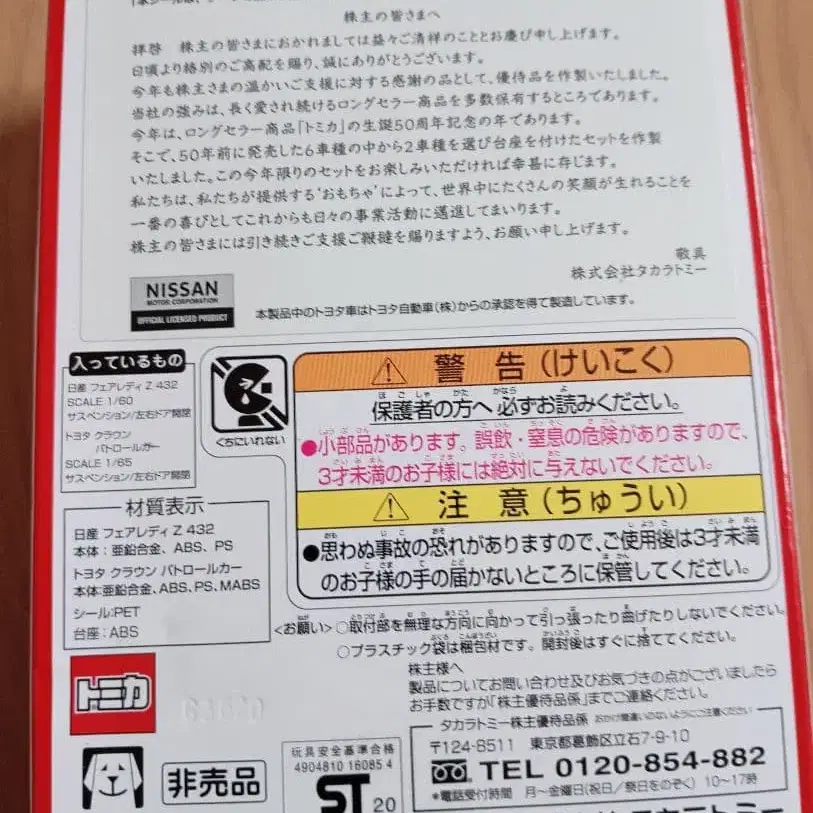 株主の皆さまへ
拝啓　株主の皆さまにおかれましては益々ご清祥のこととお慶び申し上げます。
日頃より格別のご高配を賜り、誠にありがとうございます。
今年も株主さまの温かいご支援に対する感謝の品として、優待品を作製いたしました。
当社の強みは、長く愛され続けるロングセラー商品を多数保有するところであります。
今年は、ロングセラー商品「トミカ」の生誕50周年記念の年であります。
そこで、50年前に発売した6車種の中から2車種を選び台座を付けたセットを作製
いたしました。この今年限りのセットをお楽しみいただければ幸甚に存じます。
私たちは、私たちが提供する‘おもちゃ’によって、世界中にたくさんの笑顔が生れることを
一番の喜びとしてこれからも日々の事業活動に邁進してまいります。
株主の皆さまには引き続きご支援ご鞭撻を賜りますよう、お願い申し上げます。
敬具
株式会社タカラトミー
NISSAN
MOTOR CORPORATION
OFFICIAL LICENSED PRODUCT
本製品中のトヨタ車はトヨタ自動車(株)からの承認を得て製造しています。
入っているもの
日産 フェアレディ Z 432
SCALE 1/60
サスペンション/左右ドア開閉
トヨタ クラウン
パトロールカー
SCALE 1/65
サスペンション/左右ドア開閉
くちにいれない
警告(けいこく)
保護者の方へ 必ずお読みください。
●小部品があります。誤飲・窒息の危険がありますので、
3才未満のお子様には絶対に与えないでください。
注意(ちゅうい)
●思わぬ事故の恐れがありますので、ご使用後は3才未満
のお子様の手の届かないところに保管してください。
材質表示
日産 フェアレディ Z 432
本体：亜鉛合金、ABS、PS
トヨタ クラウン パトロールカー
本体：亜鉛合金、ABS、PS、MABS
シール：PET
台座：ABS
<お願い>○取付部を無理な方向に向かって引っ張ったり曲げたりしないでください。
○プラスチック袋は梱包材です。開封後はすぐに捨ててください。
株主様へ
製品についてお問い合わせ及びお気づきの点がございましたら
お手数ですが「株主優待品係」までご連絡ください。
タカラトミー株主優待品係 おかけ間違いのないようにご注意ください
〒124-8511　東京都葛飾区立石7-9-10
TEL 0120-854-882
*電話受付時間　月～金曜日(祝日／祭日をのぞく) 10～17時
トミカ
非売品
玩具安全基準合格
4904810 16085 4
ST 20